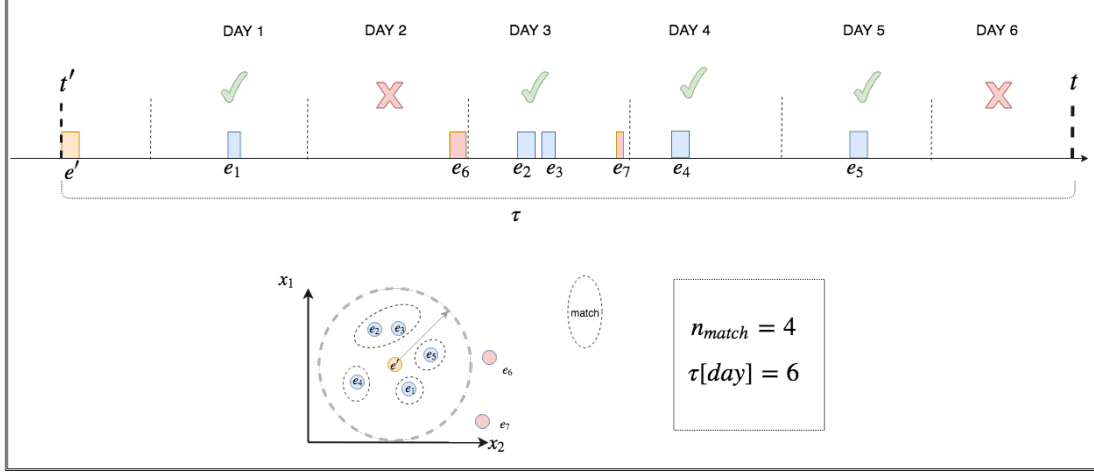 DAY 1 DAY 2 DAY 3 DAY 4 DAY 5 DAY 6
t′ t
e′ e₁ e₆ e₂ e₃ e₇ e₄ e₅
τ
x₁
e₂ e₃
e′ e₅ e₆
e₄ e₁
e₇
x₂
match
n_match = 4
τ[day] = 6